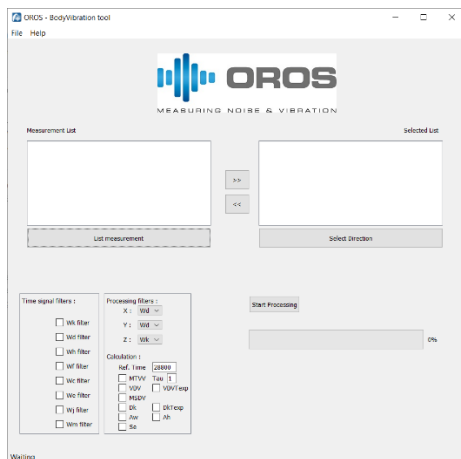 OROS - BodyVibration tool
File Help
OROS
MEASURING NOISE & VIBRATION
Measurement List
Selected List
>>
<<
List measurement
Select Direction
Time signal filters :
Wk filter
Wd filter
Wh filter
Wf filter
Wc filter
We filter
Wj filter
Wm filter
Processing filters :
X : Wd
Y : Wd
Z : Wk
Calculation :
Ref. Time 28800
MTVV Tau 1
VDV VDVTexp
MSDV
Dk DkTexp
Aw Ah
Se
Start Processing
0%
Waiting